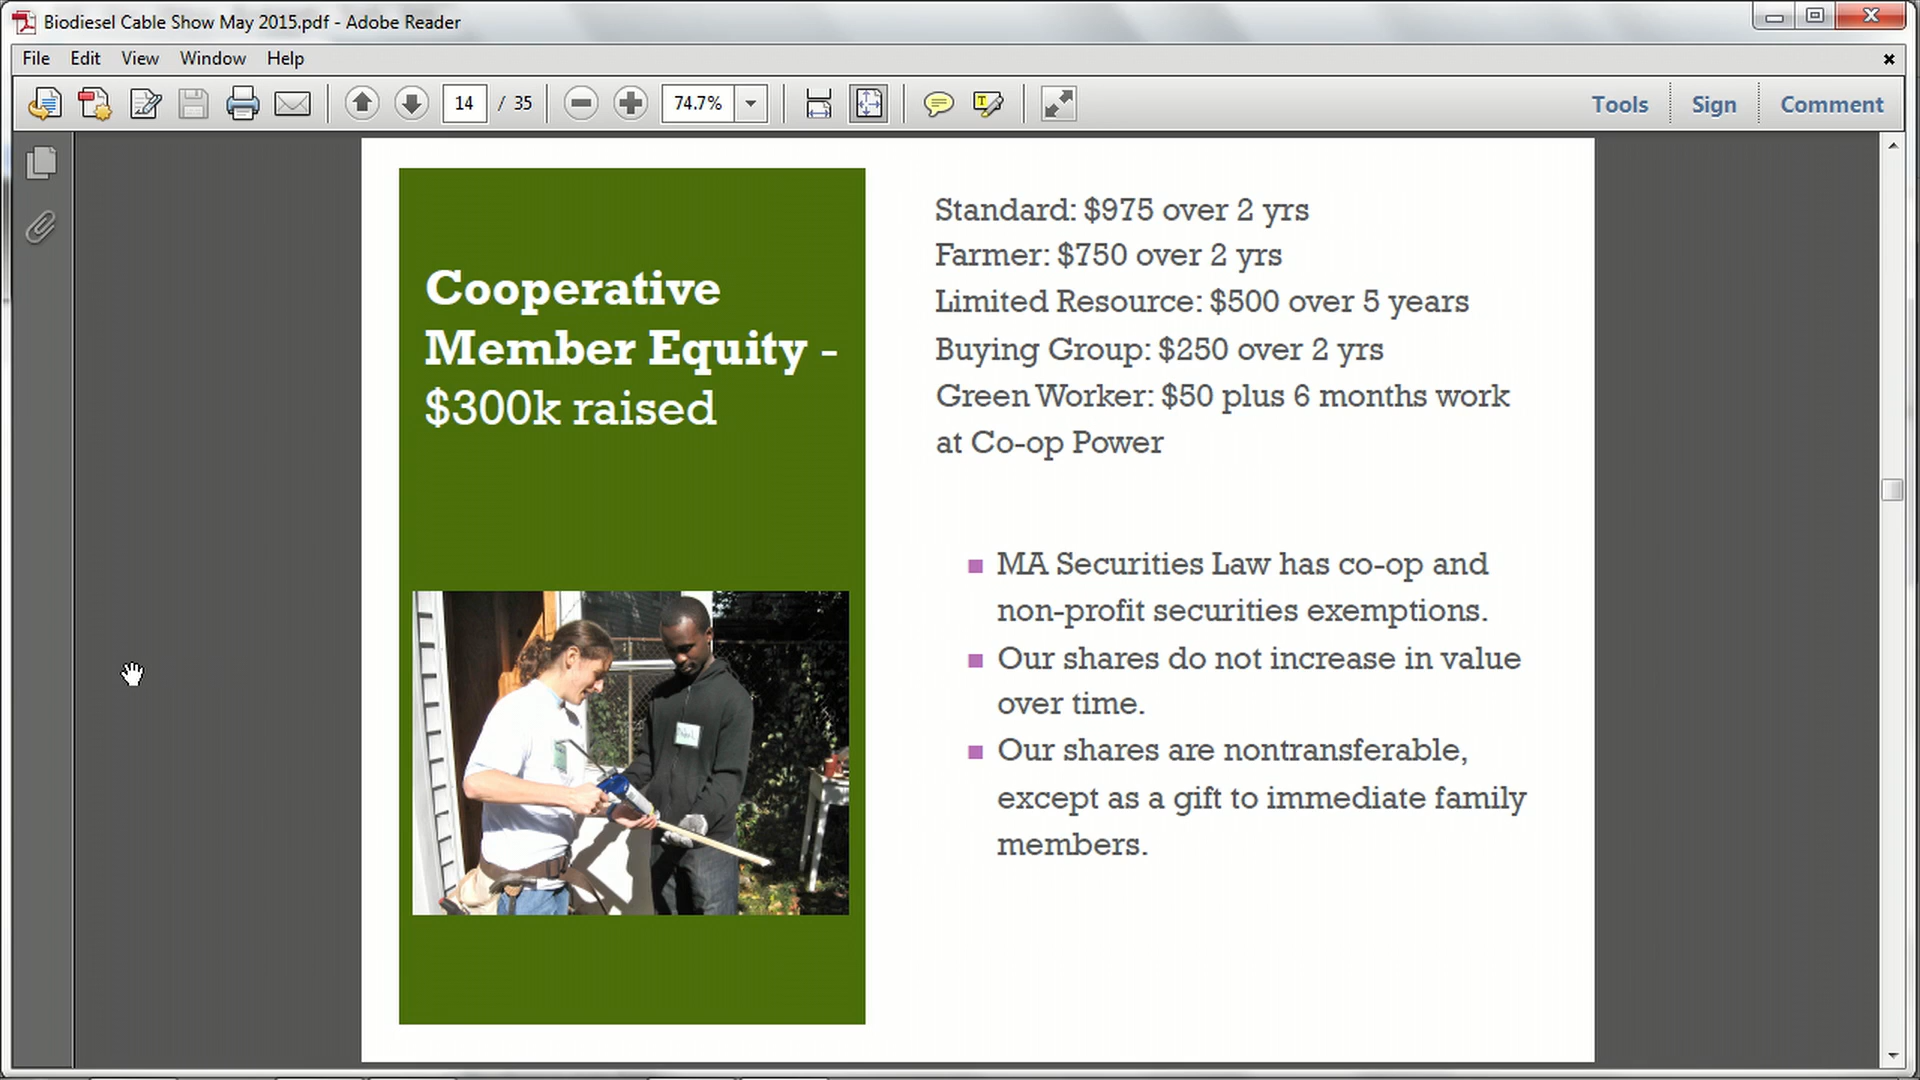 Biodiesel Cable Show May 2015.pdf - Adobe Reader
File Edit View Window Help
14 / 35 74.7% Tools Sign Comment
Cooperative
Member Equity -
$300k raised
Standard: $975 over 2 yrs
Farmer: $750 over 2 yrs
Limited Resource: $500 over 5 years
Buying Group: $250 over 2 yrs
Green Worker: $50 plus 6 months work
at Co-op Power
MA Securities Law has co-op and
non-profit securities exemptions.
Our shares do not increase in value
over time.
Our shares are nontransferable,
except as a gift to immediate family
members.